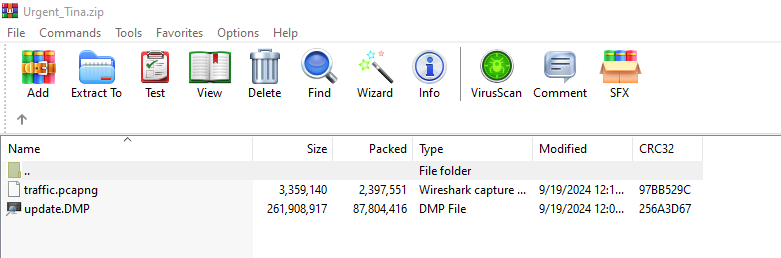 Urgent_Tina.zip
File Commands Tools Favorites Options Help
Add Extract To Test View Delete Find Wizard Info VirusScan Comment SFX
Name Size Packed Type Modified CRC32
.. File folder
traffic.pcapng 3,359,140 2,397,551 Wireshark capture ... 9/19/2024 12:1... 97BB529C
update.DMP 261,908,917 87,804,416 DMP File 9/19/2024 12:0... 256A3D67